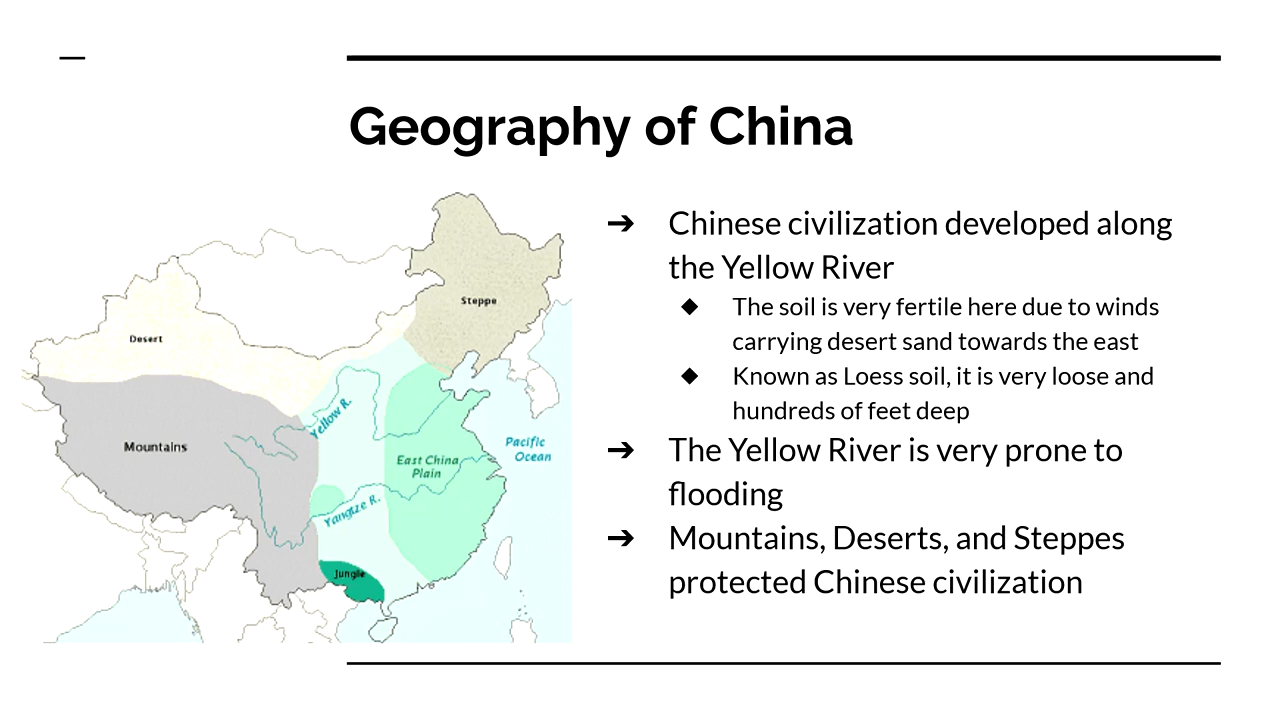 Geography of China
Steppe
Desert
Yellow R.
Mountains
Pacific
Ocean
East China
Plain
Yangtze R.
Jungle
➔ Chinese civilization developed along
the Yellow River
◆ The soil is very fertile here due to winds
carrying desert sand towards the east
◆ Known as Loess soil, it is very loose and
hundreds of feet deep
➔ The Yellow River is very prone to
flooding
➔ Mountains, Deserts, and Steppes
protected Chinese civilization